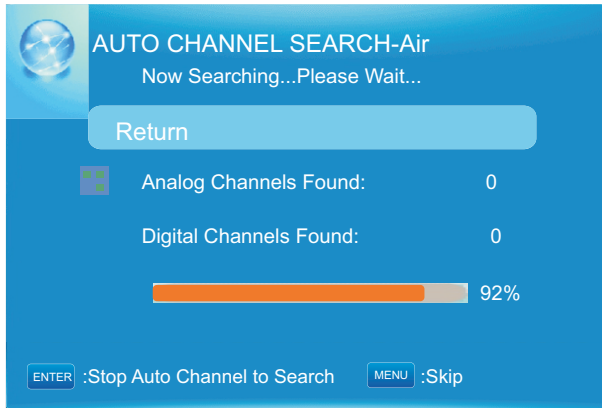 AUTO CHANNEL SEARCH-Air
Now Searching...Please Wait...
Return
Analog Channels Found: 0
Digital Channels Found: 0
92%
ENTER :Stop Auto Channel to Search MENU :Skip